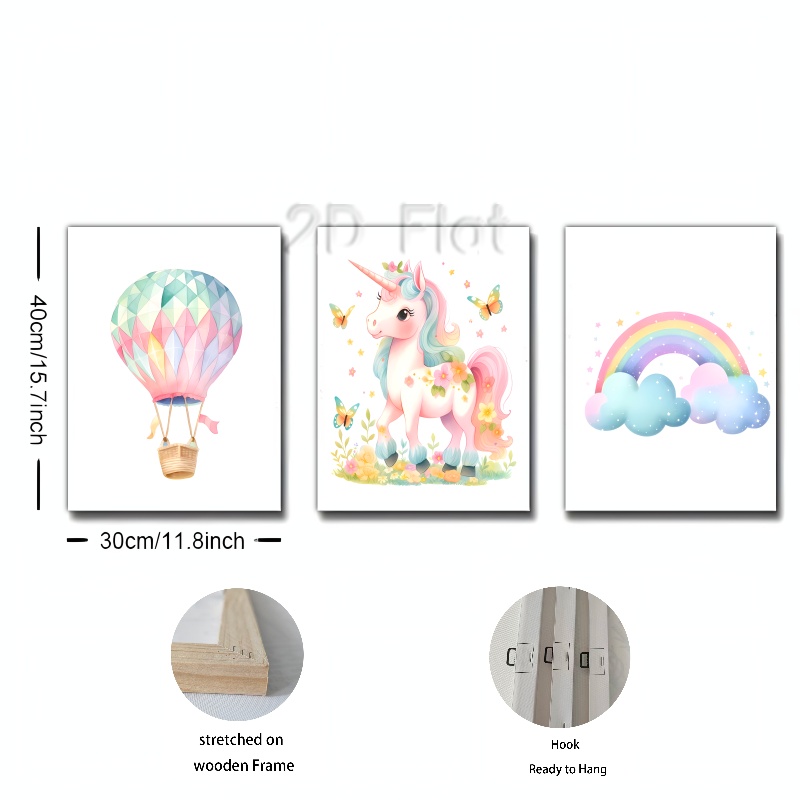 2D Flat
40cm/15.7inch
30cm/11.8inch
stretched on
wooden Frame
Hook
Ready to Hang